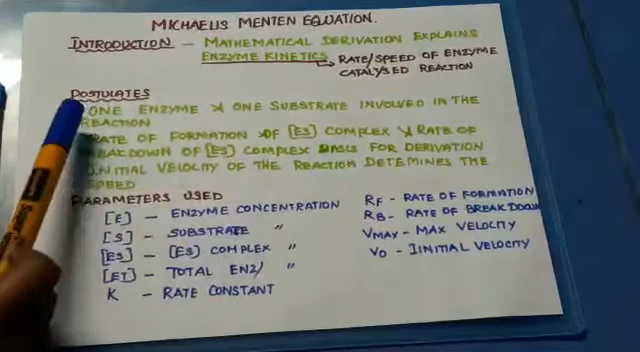 MICHAELIS MENTEN EQUATION.
INTRODUCTION - MATHEMATICAL DERIVATION EXPLAINS
ENZYME KINETICS → RATE/SPEED OF ENZYME
CATALYSED REACTION
POSTULATES
ONE ENZYME & ONE SUBSTRATE INVOLVED IN THE
REACTION
RATE OF FORMATION OF [ES] COMPLEX & RATE OF
BREAKDOWN OF [ES] COMPLEX BASIS FOR DERIVATION
INITIAL VELOCITY OF THE REACTION DETEMINES THE
SPEED
PARAMETERS USED
[E] - ENZYME CONCENTRATION
[S] - SUBSTRATE "
[ES] - [ES] COMPLEX "
[ET] - TOTAL ENZ/ "
K - RATE CONSTANT
RF - RATE OF FORMATION
RB - RATE OF BREAKDOWN
VMAX - MAX VELOCITY
VO - IINITIAL VELOCITY